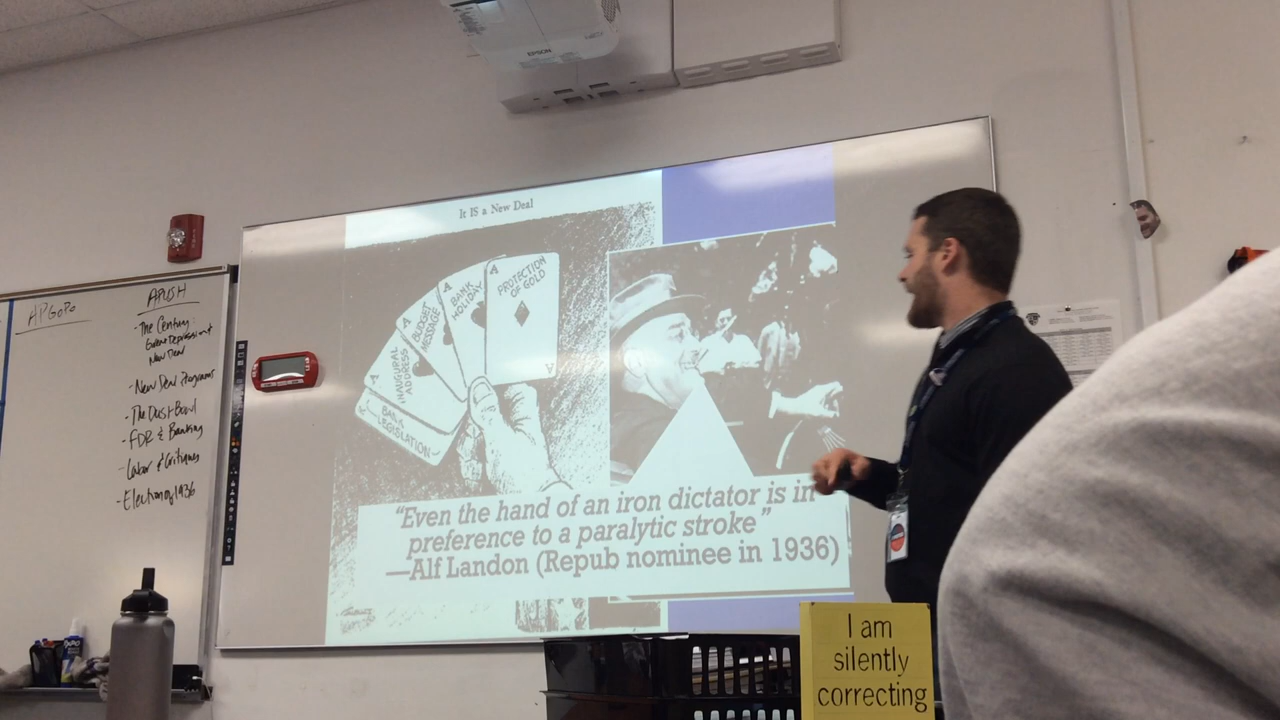 EPSON
It IS a New Deal
A PROTECTION
OF GOLD
A
A BANK
HOLIDAY
A BUDGET
MESSAGE
A INAUGURAL
ADDRESS
BANK
LEGISLATION
"Even the hand of an iron dictator is in
preference to a paralytic stroke"
—Alf Landon (Repub nominee in 1936)
APGOPO
APUSH
- The Century:
Great Depression +
New Deal
- New Deal Programs
- The Dust Bowl
- FDR & Banking
- Labor & Critiques
- Election of 1936
EXPO
I am
silently
correcting